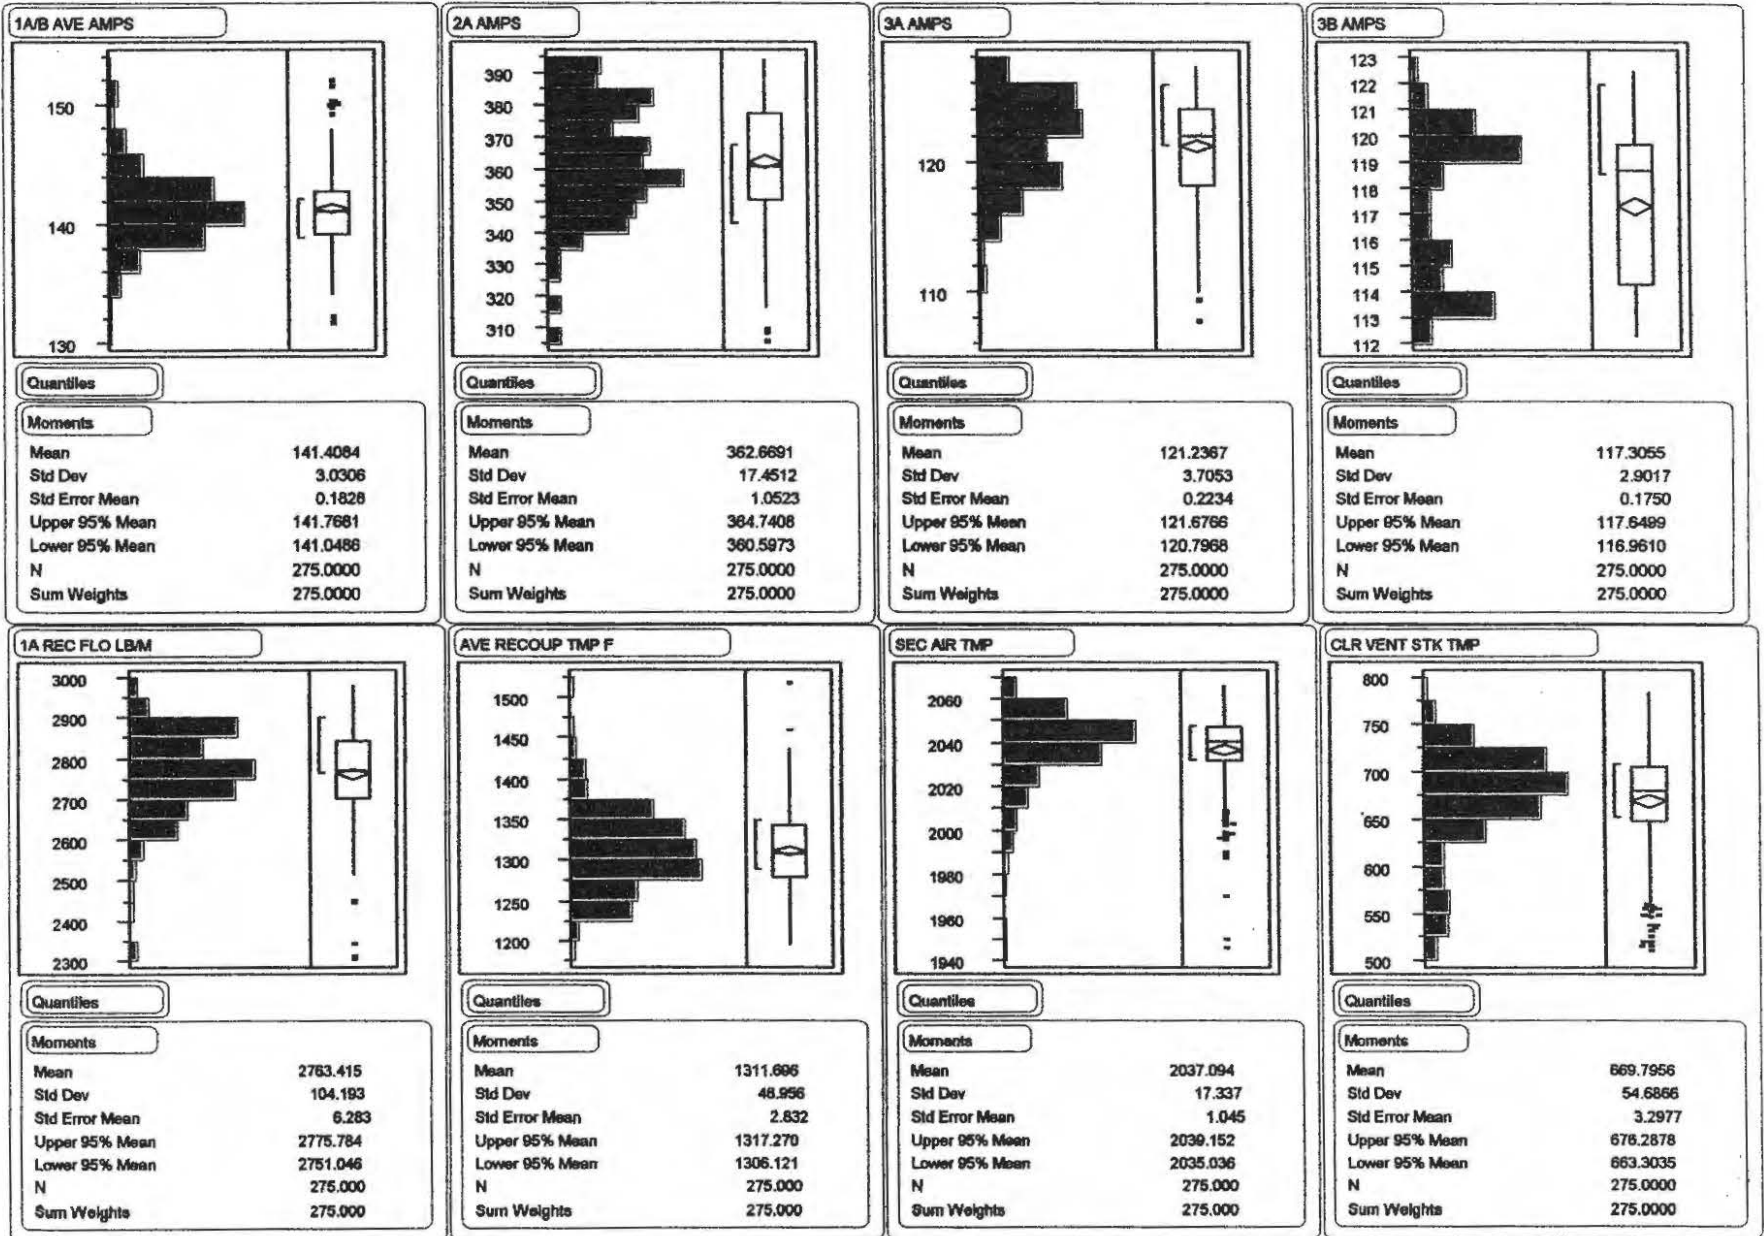 1A/B AVE AMPS
150
140
130
Quantiles
Moments
Mean 141.4084
Std Dev 3.0306
Std Error Mean 0.1828
Upper 95% Mean 141.7681
Lower 95% Mean 141.0486
N 275.0000
Sum Weights 275.0000
2A AMPS
390
380
370
360
350
340
330
320
310
Quantiles
Moments
Mean 362.6691
Std Dev 17.4512
Std Error Mean 1.0523
Upper 95% Mean 364.7408
Lower 95% Mean 360.5973
N 275.0000
Sum Weights 275.0000
3A AMPS
120
110
Quantiles
Moments
Mean 121.2367
Std Dev 3.7053
Std Error Mean 0.2234
Upper 95% Mean 121.6766
Lower 95% Mean 120.7968
N 275.0000
Sum Weights 275.0000
3B AMPS
123
122
121
120
119
118
117
116
115
114
113
112
Quantiles
Moments
Mean 117.3055
Std Dev 2.9017
Std Error Mean 0.1750
Upper 95% Mean 117.6499
Lower 95% Mean 116.9610
N 275.0000
Sum Weights 275.0000
1A REC FLO LB/M
3000
2900
2800
2700
2600
2500
2400
2300
Quantiles
Moments
Mean 2763.415
Std Dev 104.193
Std Error Mean 6.283
Upper 95% Mean 2775.784
Lower 95% Mean 2751.046
N 275.000
Sum Weights 275.000
AVE RECOUP TMP F
1500
1450
1400
1350
1300
1250
1200
Quantiles
Moments
Mean 1311.696
Std Dev 46.956
Std Error Mean 2.832
Upper 95% Mean 1317.270
Lower 95% Mean 1306.121
N 275.000
Sum Weights 275.000
SEC AIR TMP
2060
2040
2020
2000
1980
1960
1940
Quantiles
Moments
Mean 2037.094
Std Dev 17.337
Std Error Mean 1.045
Upper 95% Mean 2039.152
Lower 95% Mean 2035.036
N 275.000
Sum Weights 275.000
CLR VENT STK TMP
800
750
700
650
600
550
500
Quantiles
Moments
Mean 669.7956
Std Dev 54.6866
Std Error Mean 3.2977
Upper 95% Mean 676.2878
Lower 95% Mean 663.3035
N 275.0000
Sum Weights 275.0000